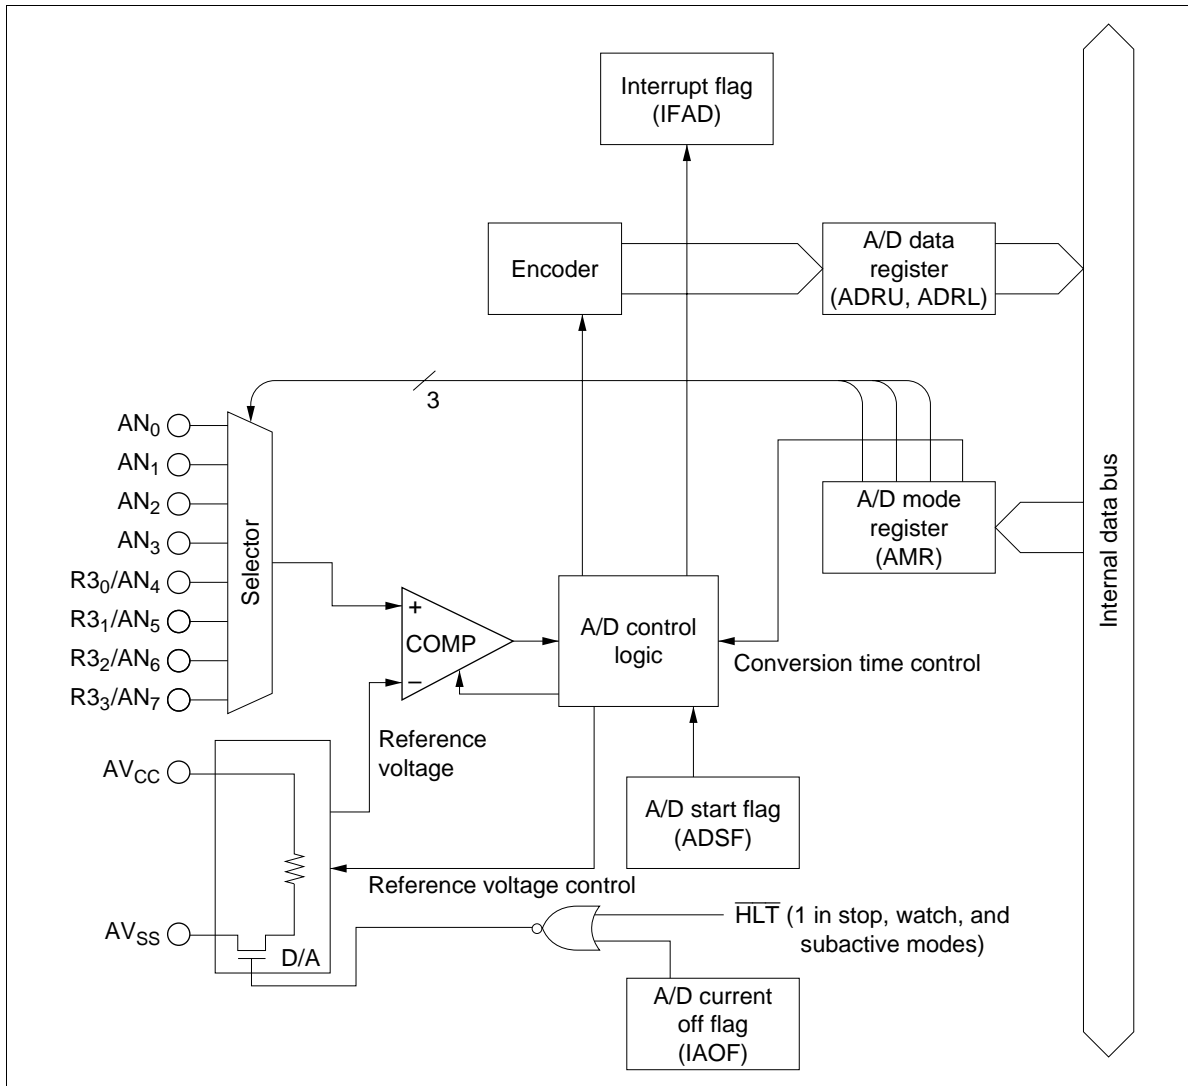 Interrupt flag
(IFAD)
Encoder
A/D data
register
(ADRU, ADRL)
3
AN0
AN1
AN2
AN3
R30/AN4
R31/AN5
R32/AN6
R33/AN7
Selector
A/D mode
register
(AMR)
Internal data bus
+
COMP
−
A/D control
logic
Conversion time control
Reference
voltage
AVCC
A/D start flag
(ADSF)
Reference voltage control
AVSS
D/A
H̅L̅T̅ (1 in stop, watch, and
subactive modes)
A/D current
off flag
(IAOF)